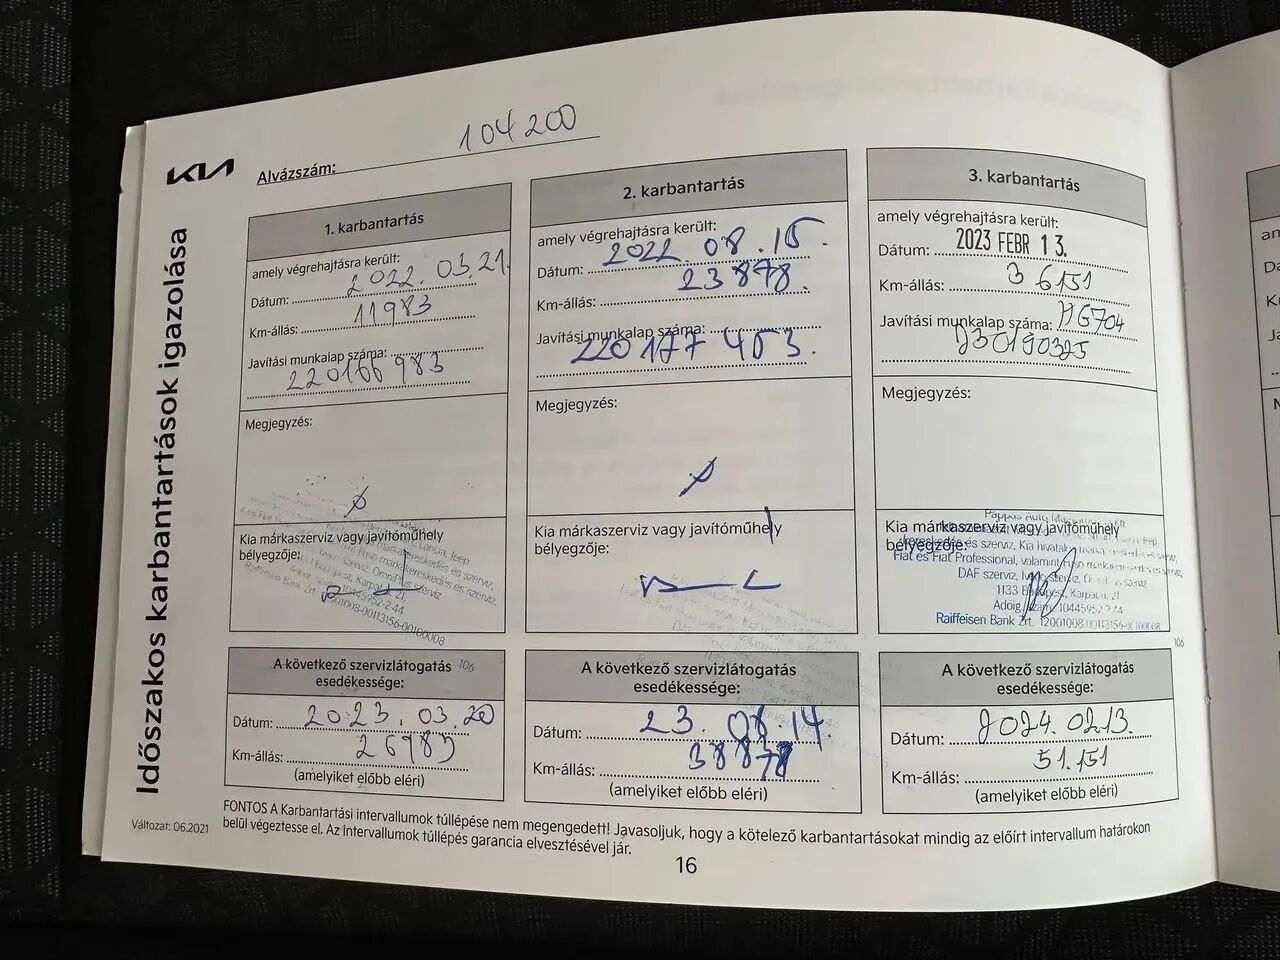 KIA
Alvázszám: 104200
Időszakos karbantartások igazolása
1. karbantartás
amely végrehajtásra került:
Dátum: 2022. 03.21.
Km-állás: 11983
Javítási munkalap száma:
220166983
Megjegyzés:
Kia márkaszerviz vagy javítóműhely
bélyegzője:
A következő szervizlátogatás
esedékessége:
106
Dátum: 2023. 03. 20
Km-állás: 26983
(amelyiket előbb eléri)
2. karbantartás
amely végrehajtásra került:
Dátum: 2022. 08. 15.
Km-állás: 23878.
Javítási munkalap száma:
220177453.
Megjegyzés:
Kia márkaszerviz vagy javítóműhely
bélyegzője:
A következő szervizlátogatás
esedékessége:
Dátum: 23. 08. 14.
Km-állás: 38878
(amelyiket előbb eléri)
3. karbantartás
amely végrehajtásra került:
Dátum: 2023 FEBR 13.
Km-állás: 36151
Javítási munkalap száma:
Megjegyzés:
Kia márkaszerviz vagy javítóműhely
bélyegzője:
Fiat és Fiat Professional, valamint
DAF szerviz,
1133 Budapest, Kárpát u. 21
Raiffeisen Bank Zrt.
106
A következő szervizlátogatás
esedékessége:
Dátum: 2024.02.13.
Km-állás: 51.151
(amelyiket előbb eléri)
Változat: 06.2021
FONTOS A Karbantartási intervallumok túllépése nem megengedett! Javasoljuk, hogy a kötelező karbantartásokat mindig az előírt intervallum határokon
belül végeztesse el. Az intervallumok túllépés garancia elvesztésével jár.
16